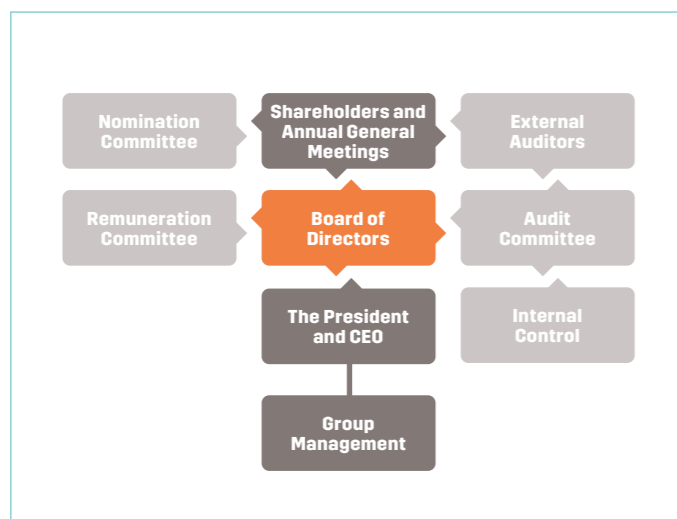 Nomination
Committee
Shareholders and
Annual General
Meetings
External
Auditors
Remuneration
Committee
Board of
Directors
Audit
Committee
The President
and CEO
Internal
Control
Group
Management